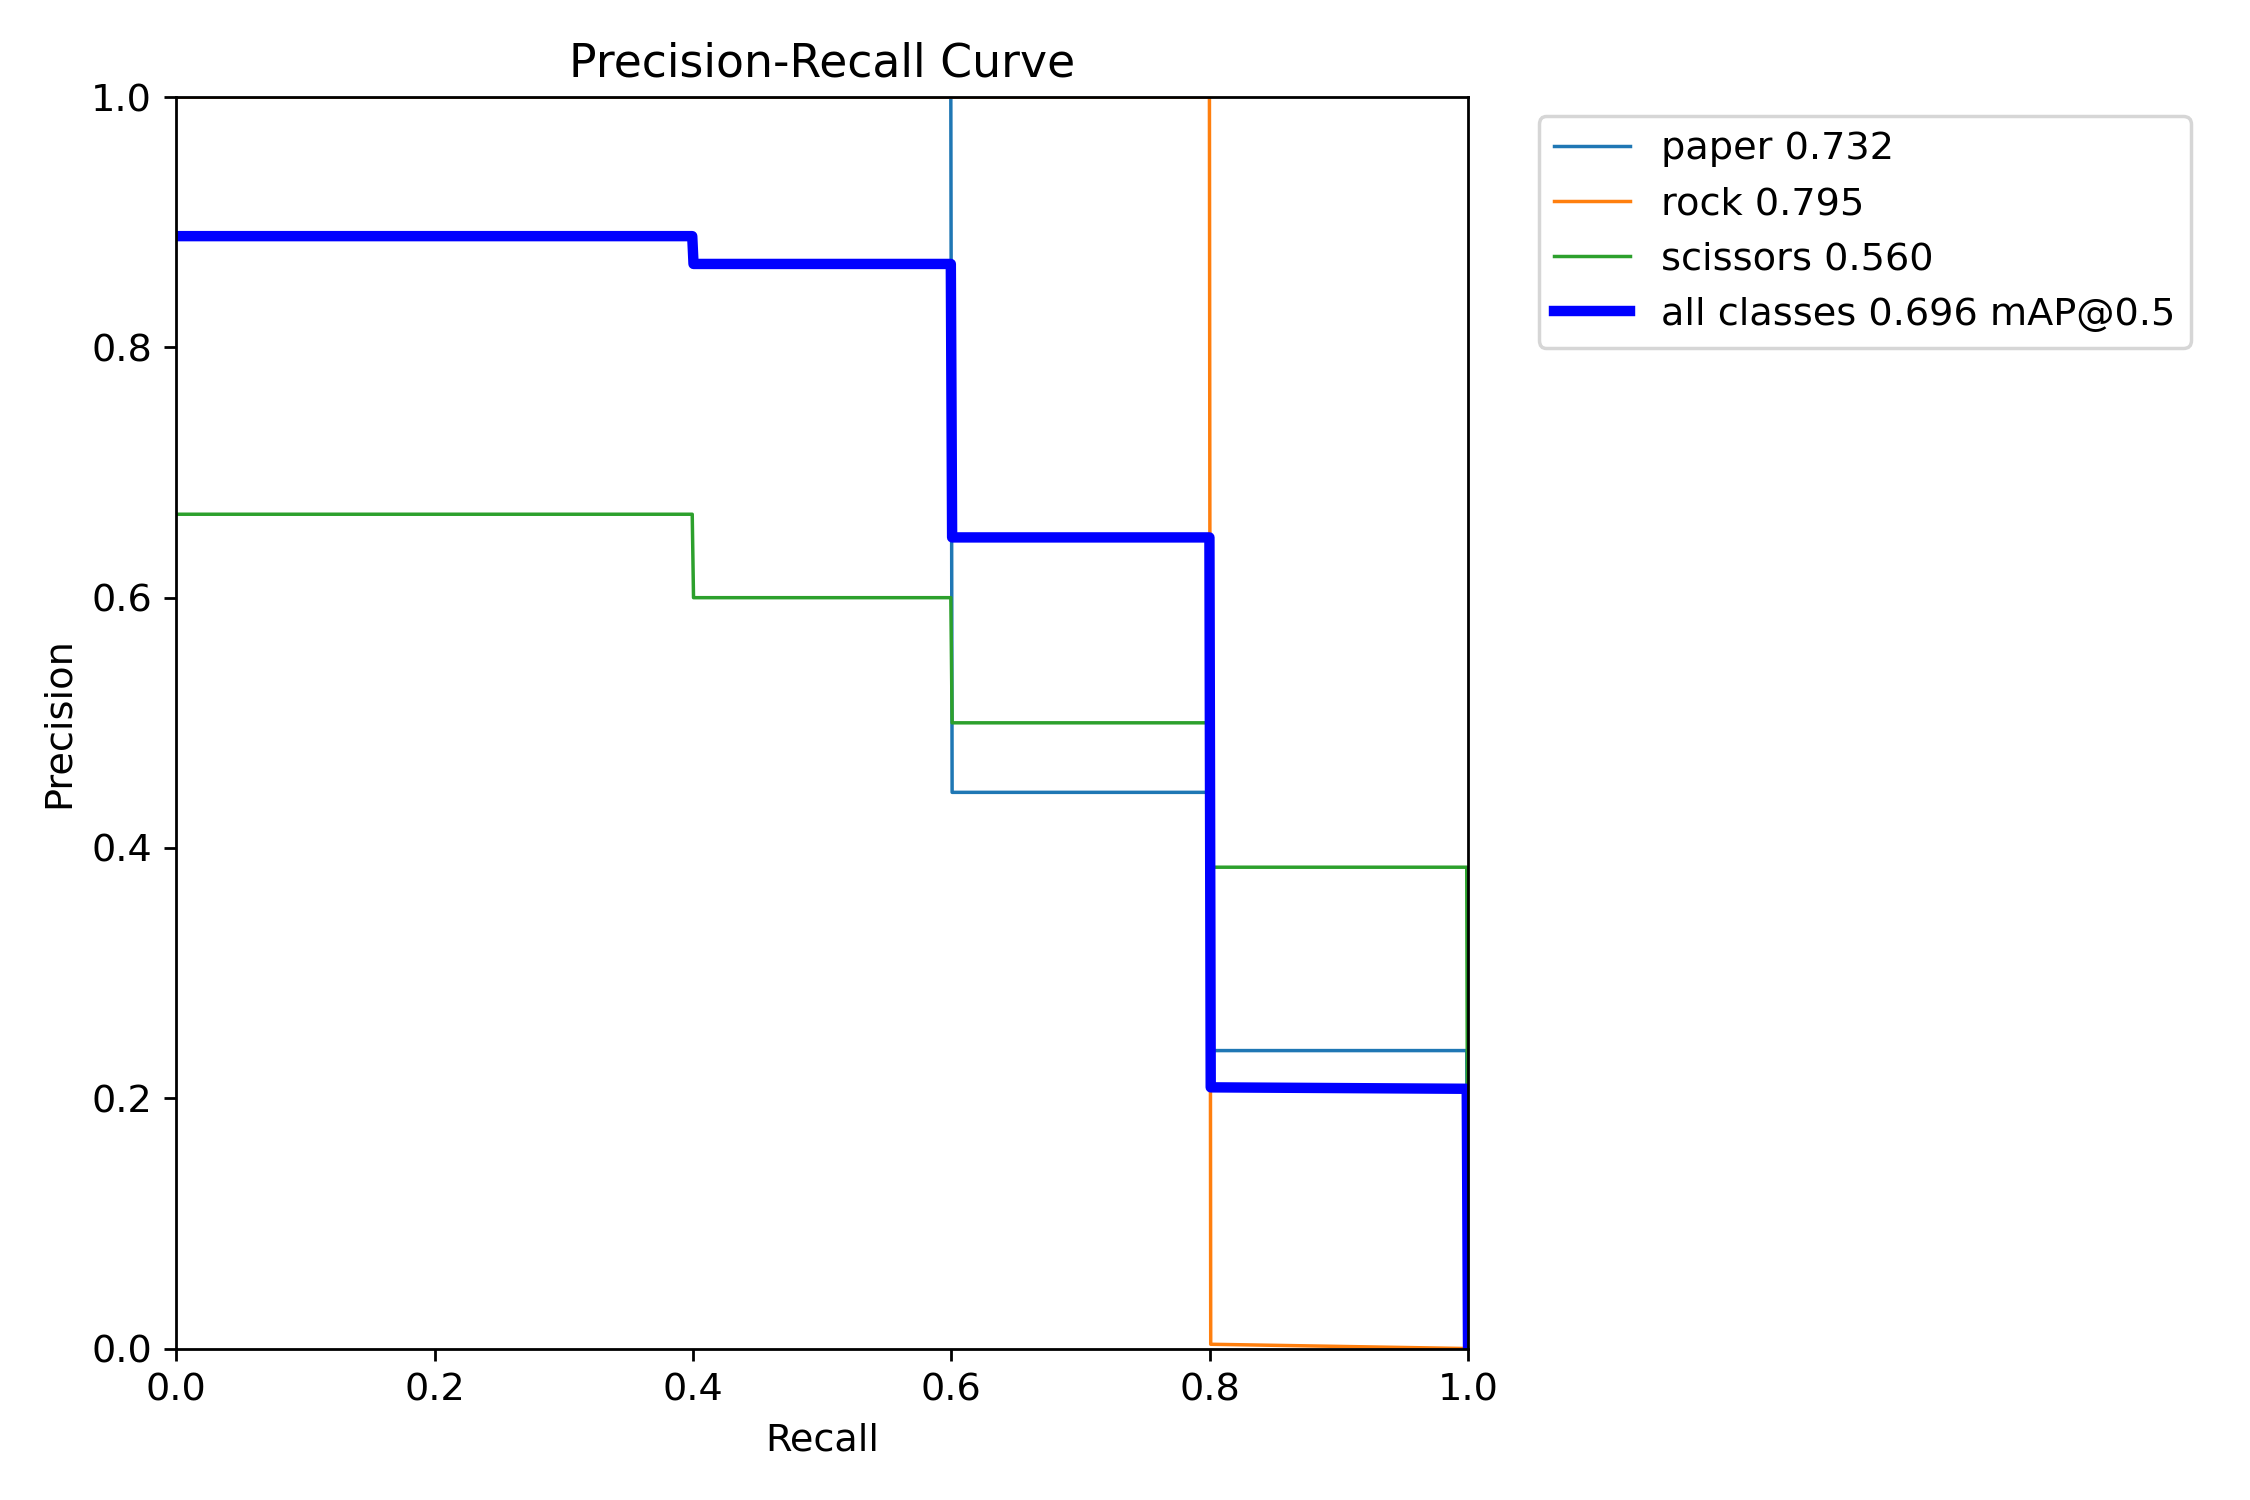 Precision-Recall Curve
1.0
0.8
0.6
0.4
0.2
0.0
Precision
0.0 0.2 0.4 0.6 0.8 1.0
Recall
paper 0.732
rock 0.795
scissors 0.560
all classes 0.696 mAP@0.5